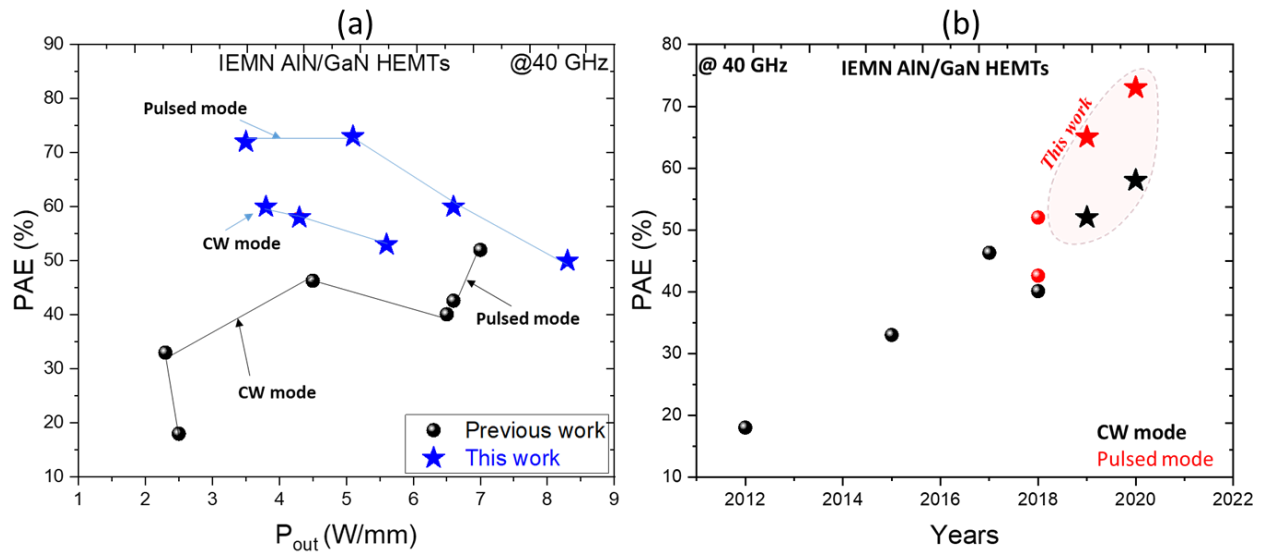 (a)
IEMN AlN/GaN HEMTs @40 GHz
Pulsed mode
CW mode
Pulsed mode
CW mode
Previous work
This work
PAE (%)
90
80
70
60
50
40
30
20
10
1 2 3 4 5 6 7 8 9
Pout (W/mm)
(b)
@ 40 GHz IEMN AlN/GaN HEMTs
This work
CW mode
Pulsed mode
PAE (%)
80
70
60
50
40
30
20
10
2012 2014 2016 2018 2020 2022
Years